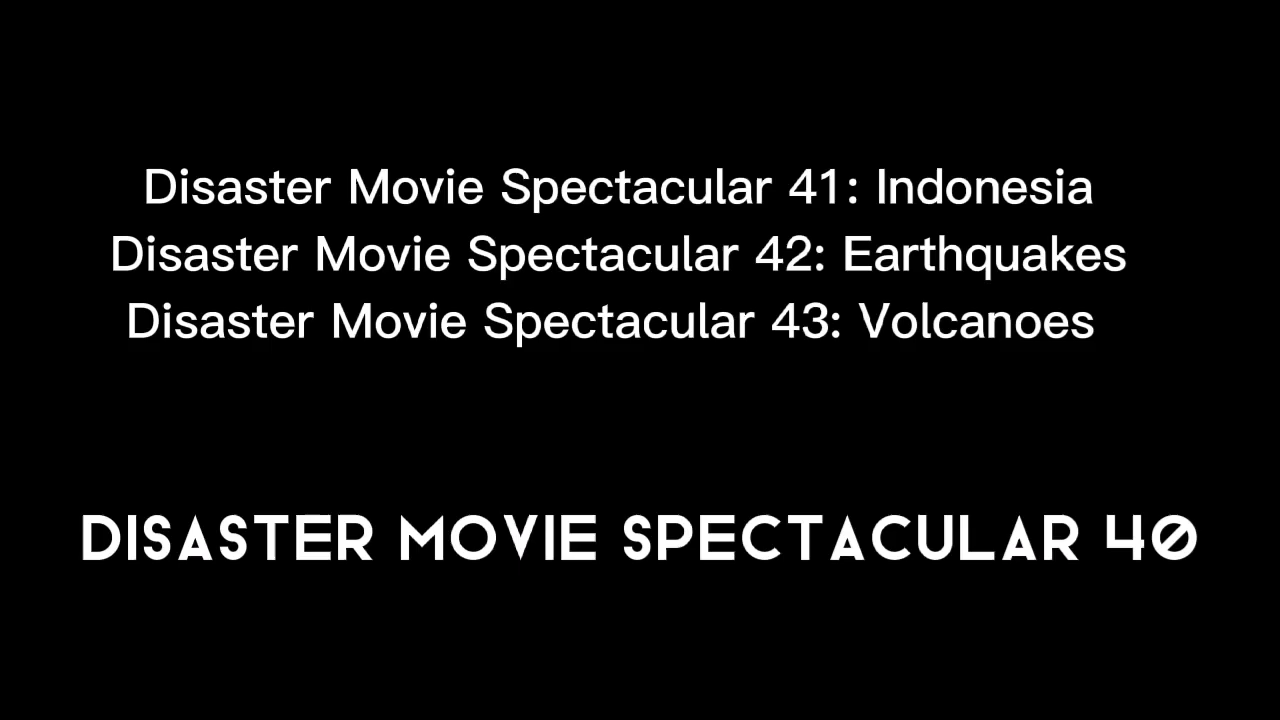 Disaster Movie Spectacular 41: Indonesia
Disaster Movie Spectacular 42: Earthquakes
Disaster Movie Spectacular 43: Volcanoes
DISASTER MOVIE SPECTACULAR 40